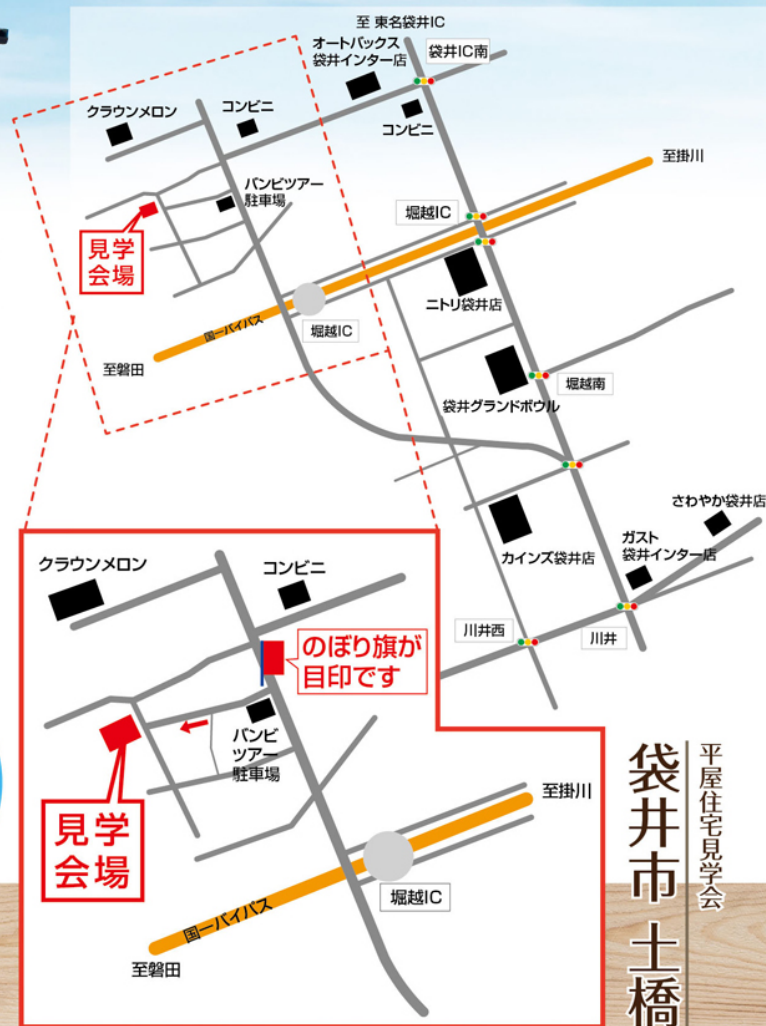 至 東名袋井IC
オートバックス
袋井インター店
袋井IC南
クラウンメロン
コンビニ
コンビニ
至掛川
バンビツアー
駐車場
堀越IC
見学
会場
ニトリ袋井店
国一バイパス
堀越IC
至磐田
堀越南
袋井グランドボウル
さわやか袋井店
カインズ袋井店
ガスト
袋井インター店
川井西
川井
クラウンメロン
コンビニ
のぼり旗が
目印です
バンビ
ツアー
駐車場
見学
会場
至掛川
堀越IC
国一バイパス
至磐田
平屋住宅見学会
袋井市 土橋